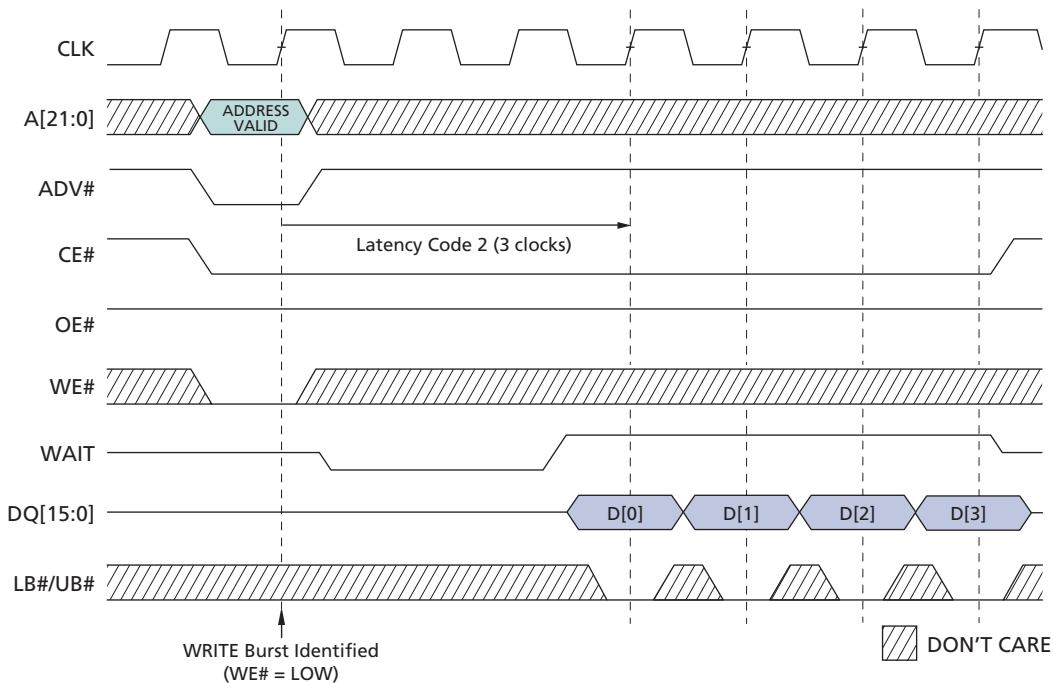 CLK
A[21:0]
ADDRESS
VALID
ADV#
Latency Code 2 (3 clocks)
CE#
OE#
WE#
WAIT
DQ[15:0]
D[0]
D[1]
D[2]
D[3]
LB#/UB#
WRITE Burst Identified
(WE# = LOW)
DON'T CARE